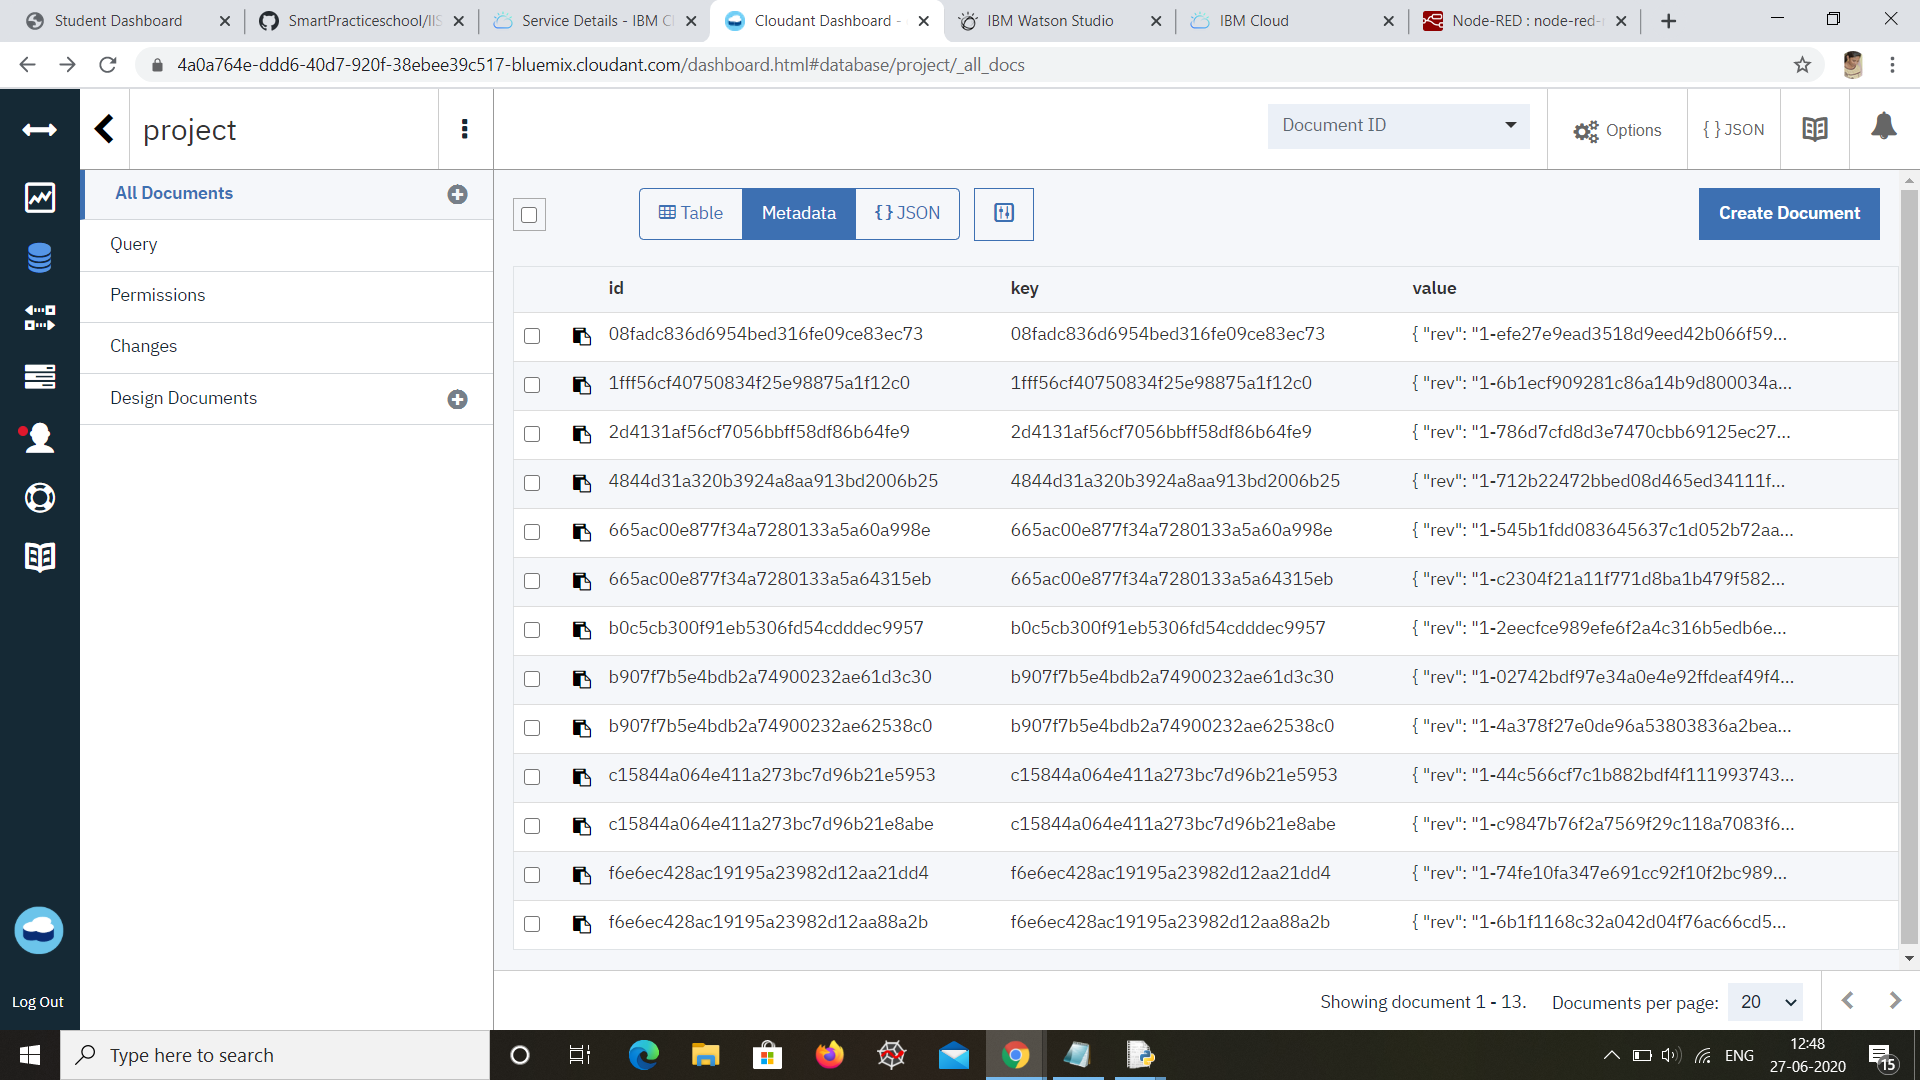 Student Dashboard
SmartPracticeschool/IIS
Service Details - IBM Cl
Cloudant Dashboard -
IBM Watson Studio
IBM Cloud
Node-RED : node-red-
4a0a764e-ddd6-40d7-920f-38ebee39c517-bluemix.cloudant.com/dashboard.html#database/project/_all_docs
project
Document ID
Options
{ } JSON
All Documents
Query
Permissions
Changes
Design Documents
Table
Metadata
{ } JSON
Create Document
id key value
08fadc836d6954bed316fe09ce83ec73 08fadc836d6954bed316fe09ce83ec73 { "rev": "1-efe27e9ead3518d9eed42b066f59...
1fff56cf40750834f25e98875a1f12c0 1fff56cf40750834f25e98875a1f12c0 { "rev": "1-6b1ecf909281c86a14b9d800034a...
2d4131af56cf7056bbff58df86b64fe9 2d4131af56cf7056bbff58df86b64fe9 { "rev": "1-786d7cfd8d3e7470cbb69125ec27...
4844d31a320b3924a8aa913bd2006b25 4844d31a320b3924a8aa913bd2006b25 { "rev": "1-712b22472bbed08d465ed34111f...
665ac00e877f34a7280133a5a60a998e 665ac00e877f34a7280133a5a60a998e { "rev": "1-545b1fdd083645637c1d052b72aa...
665ac00e877f34a7280133a5a64315eb 665ac00e877f34a7280133a5a64315eb { "rev": "1-c2304f21a11f771d8ba1b479f582...
b0c5cb300f91eb5306fd54cdddec9957 b0c5cb300f91eb5306fd54cdddec9957 { "rev": "1-2eecfce989efe6f2a4c316b5edb6e...
b907f7b5e4bdb2a74900232ae61d3c30 b907f7b5e4bdb2a74900232ae61d3c30 { "rev": "1-02742bdf97e34a0e4e92ffdeaf49f4...
b907f7b5e4bdb2a74900232ae62538c0 b907f7b5e4bdb2a74900232ae62538c0 { "rev": "1-4a378f27e0de96a53803836a2bea...
c15844a064e411a273bc7d96b21e5953 c15844a064e411a273bc7d96b21e5953 { "rev": "1-44c566cf7c1b882bdf4f111993743...
c15844a064e411a273bc7d96b21e8abe c15844a064e411a273bc7d96b21e8abe { "rev": "1-c9847b76f2a7569f29c118a7083f6...
f6e6ec428ac19195a23982d12aa21dd4 f6e6ec428ac19195a23982d12aa21dd4 { "rev": "1-74fe10fa347e691cc92f10f2bc989...
f6e6ec428ac19195a23982d12aa88a2b f6e6ec428ac19195a23982d12aa88a2b { "rev": "1-6b1f1168c32a042d04f76ac66cd5...
Log Out
Showing document 1 - 13. Documents per page: 20
Type here to search
ENG
12:48
27-06-2020
15